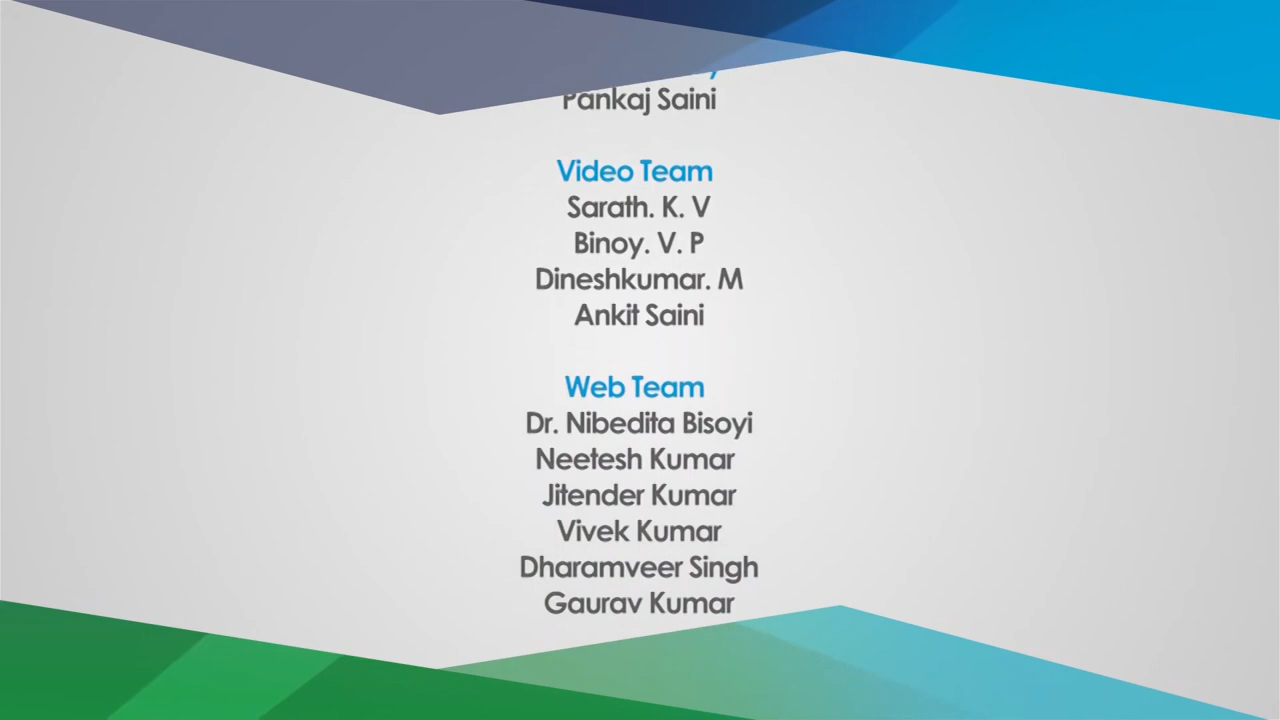 Pankaj Saini
Video Team
Sarath. K. V
Binoy. V. P
Dineshkumar. M
Ankit Saini
Web Team
Dr. Nibedita Bisoyi
Neetesh Kumar
Jitender Kumar
Vivek Kumar
Dharamveer Singh
Gaurav Kumar